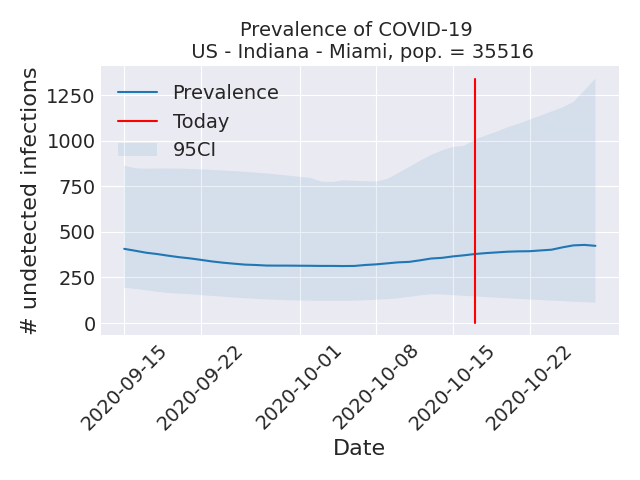 Prevalence of COVID-19
US - Indiana - Miami, pop. = 35516
# undetected infections
1250
1000
750
500
250
0
Prevalence
Today
95CI
2020-09-15
2020-09-22
2020-10-01
2020-10-08
2020-10-15
2020-10-22
Date